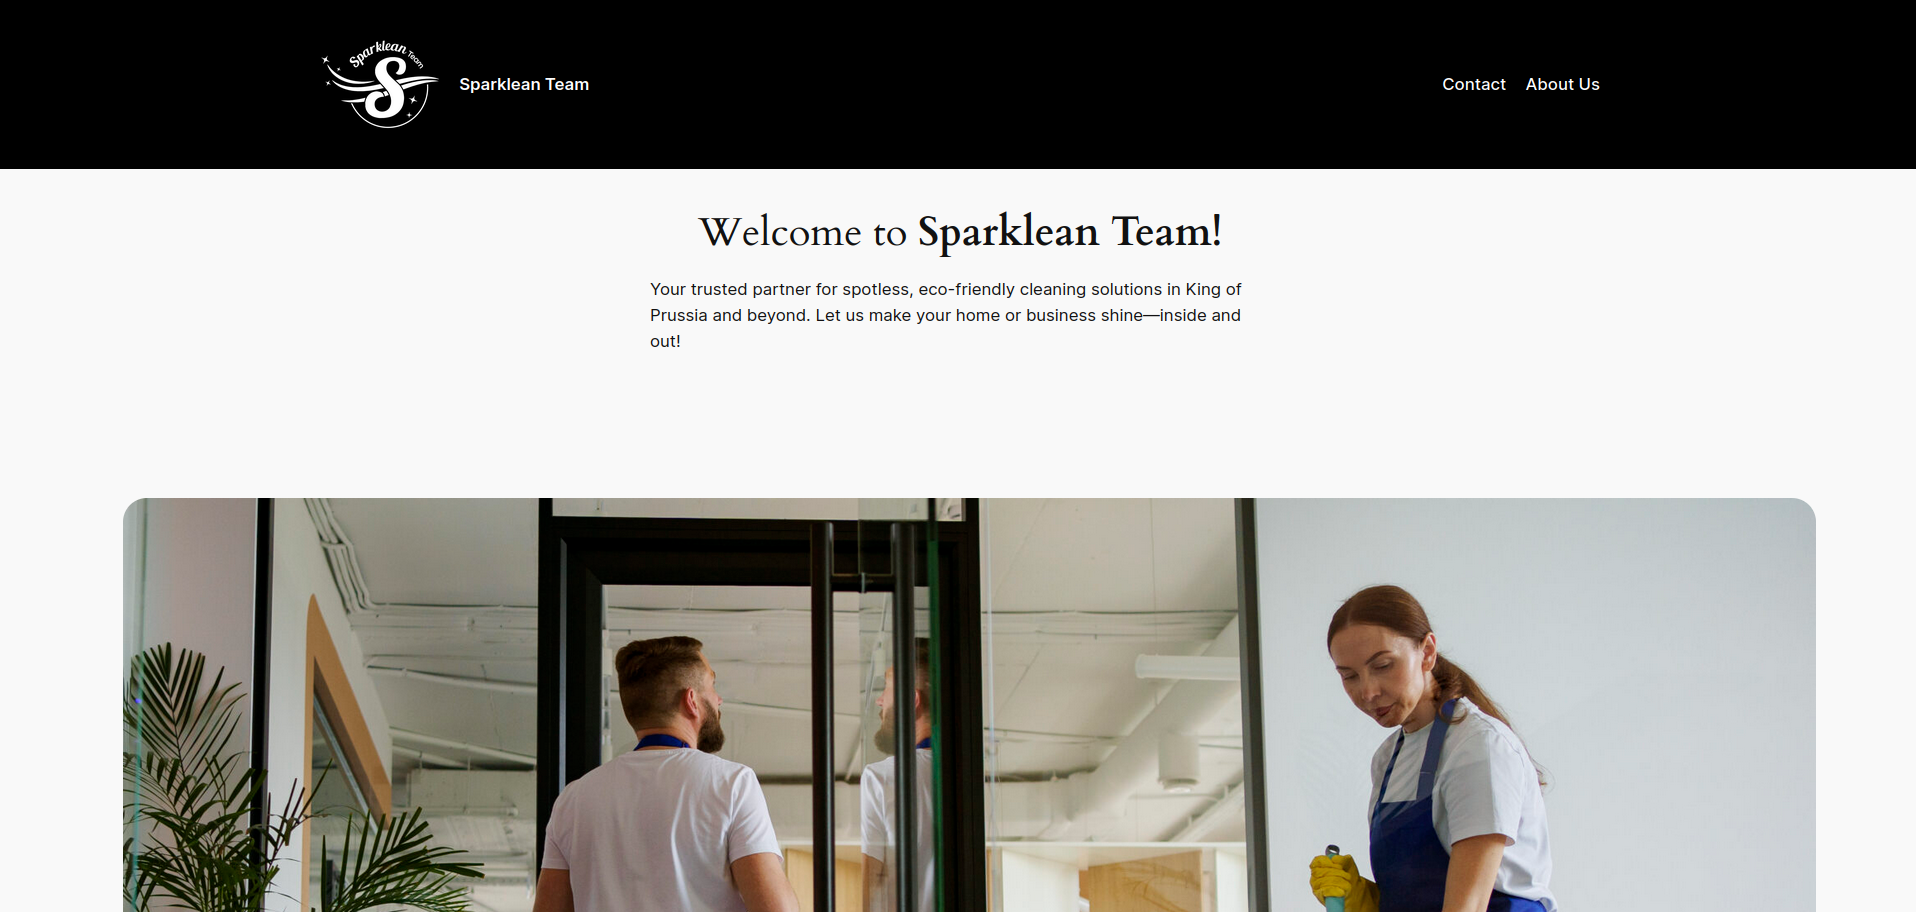 Sparklean Team
S
Sparklean Team
Contact
About Us
Welcome to Sparklean Team!
Your trusted partner for spotless, eco-friendly cleaning solutions in King of
Prussia and beyond. Let us make your home or business shine—inside and
out!